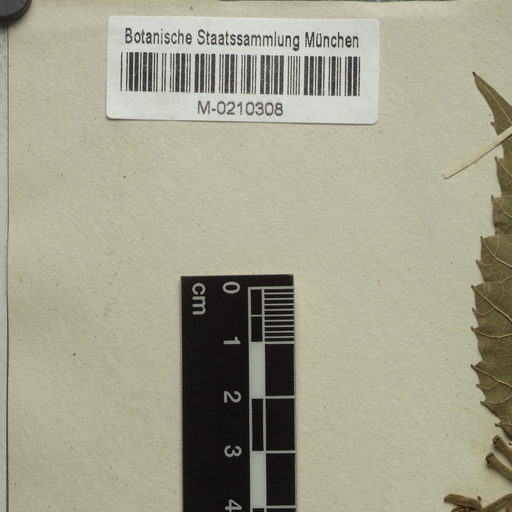 Botanische Staatssammlung München
M-0210308
cm
0
1
2
3
4